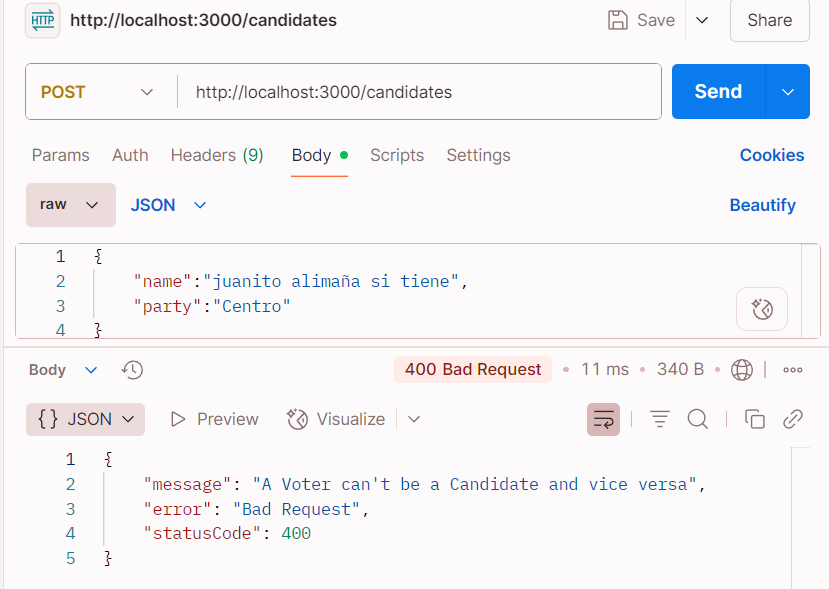 HTTP http://localhost:3000/candidates Save Share
POST http://localhost:3000/candidates Send
Params Auth Headers (9) Body Scripts Settings Cookies
raw JSON Beautify
1 {
2 "name":"juanito alimaña si tiene",
3 "party":"Centro"
4 }
Body 400 Bad Request • 11 ms • 340 B •
{} JSON Preview Visualize
1 {
2 "message": "A Voter can't be a Candidate and vice versa",
3 "error": "Bad Request",
4 "statusCode": 400
5 }